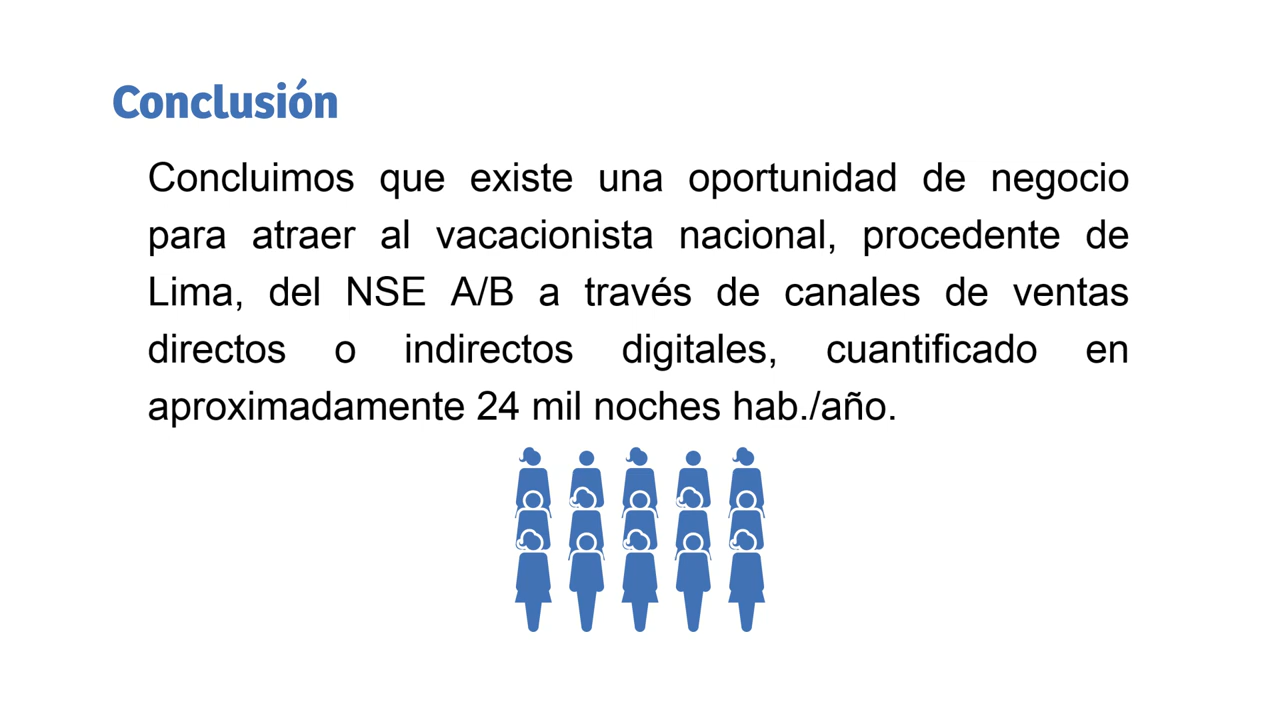 Conclusión
Concluimos que existe una oportunidad de negocio
para atraer al vacacionista nacional, procedente de
Lima, del NSE A/B a través de canales de ventas
directos o indirectos digitales, cuantificado en
aproximadamente 24 mil noches hab./año.